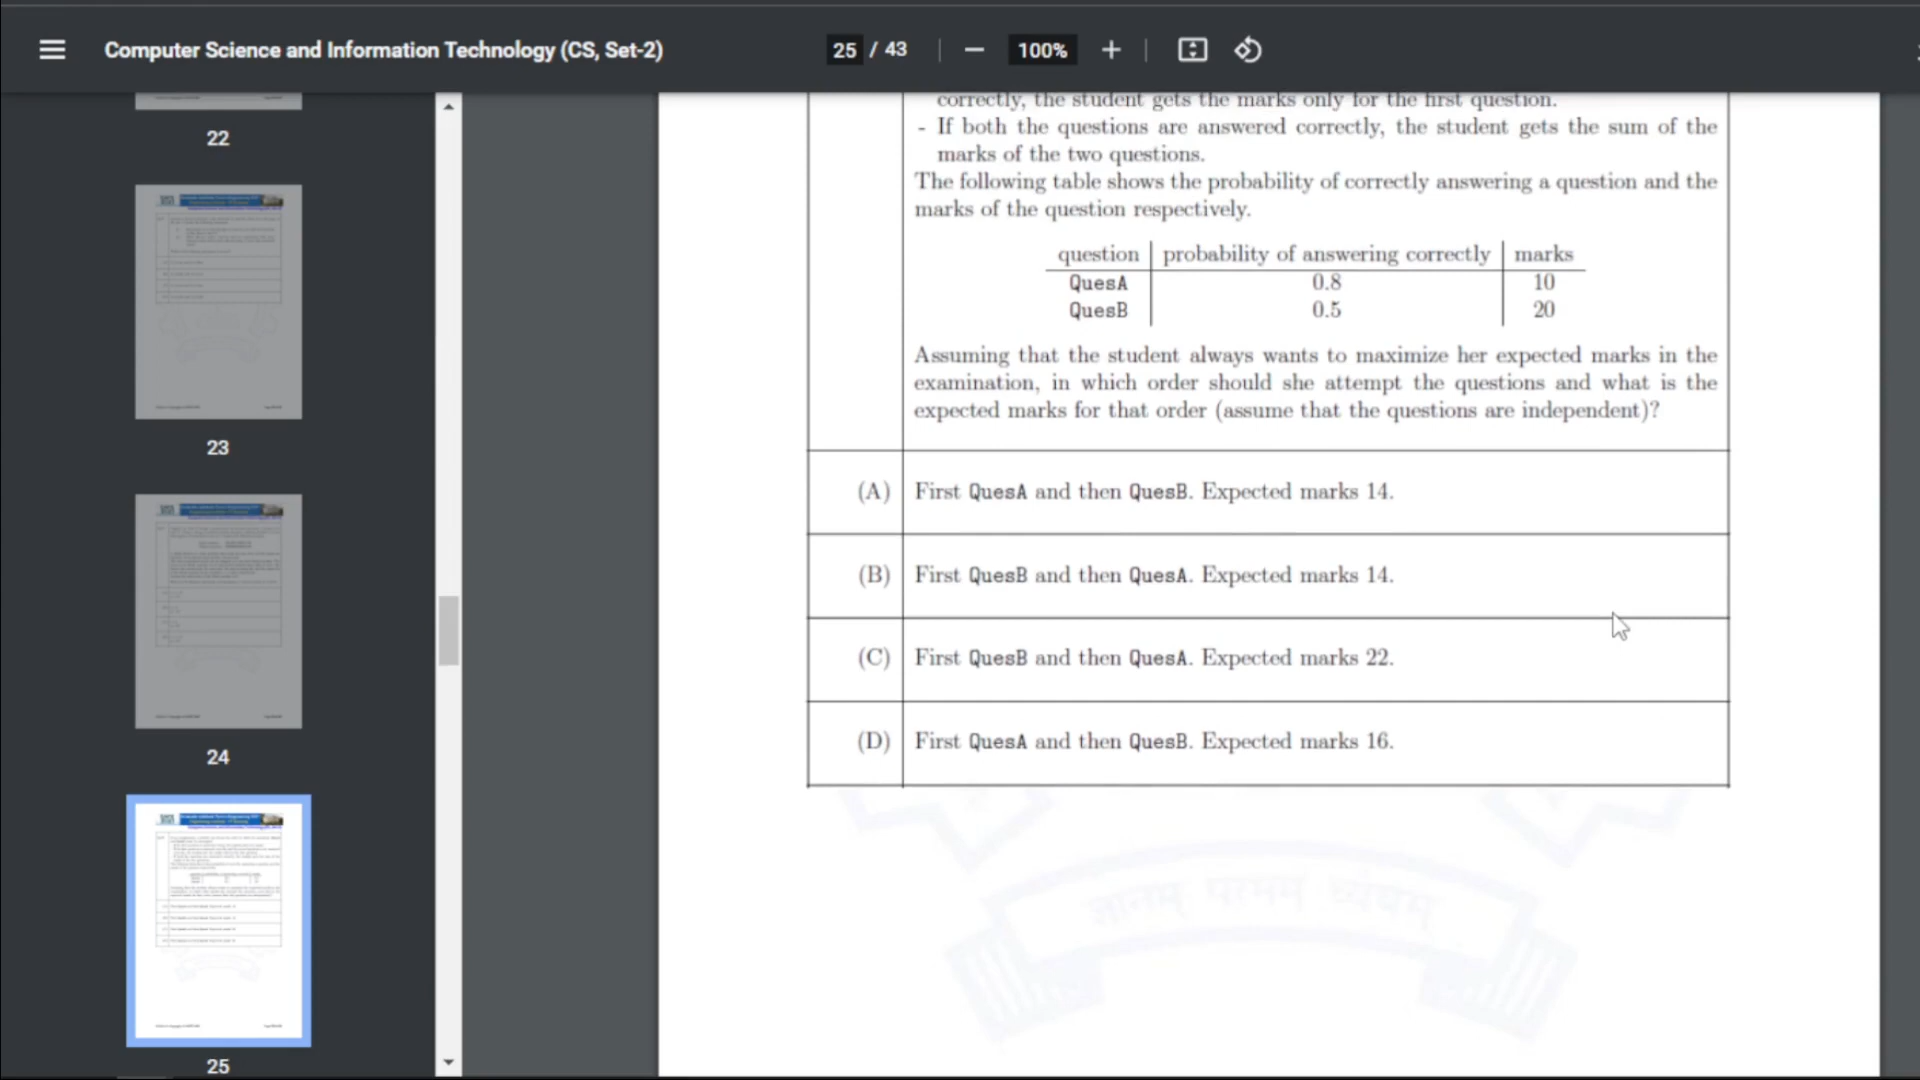 Computer Science and Information Technology (CS, Set-2)
25 / 43
100%
22
23
24
25
correctly, the student gets the marks only for the first question.
- If both the questions are answered correctly, the student gets the sum of the
marks of the two questions.
The following table shows the probability of correctly answering a question and the
marks of the question respectively.
question probability of answering correctly marks
QuesA 0.8 10
QuesB 0.5 20
Assuming that the student always wants to maximize her expected marks in the
examination, in which order should she attempt the questions and what is the
expected marks for that order (assume that the questions are independent)?
(A) First QuesA and then QuesB. Expected marks 14.
(B) First QuesB and then QuesA. Expected marks 14.
(C) First QuesB and then QuesA. Expected marks 22.
(D) First QuesA and then QuesB. Expected marks 16.